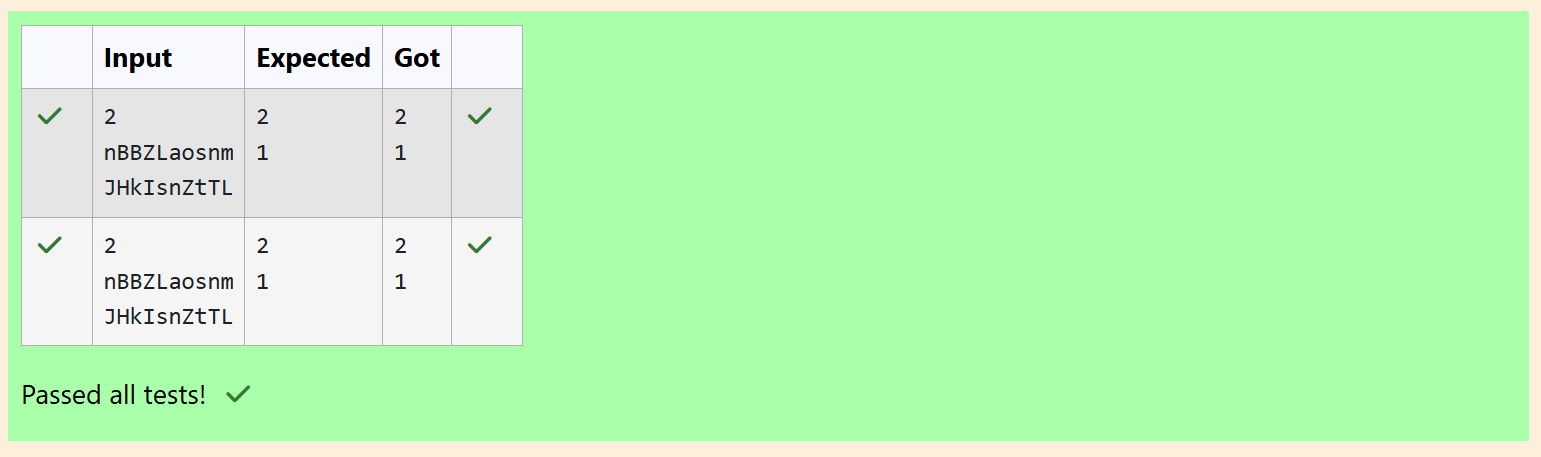 Input Expected Got
2 2 2
nBBZLaosnm 1 1
JHkIsnZtTL
2 2 2
nBBZLaosnm 1 1
JHkIsnZtTL
Passed all tests!